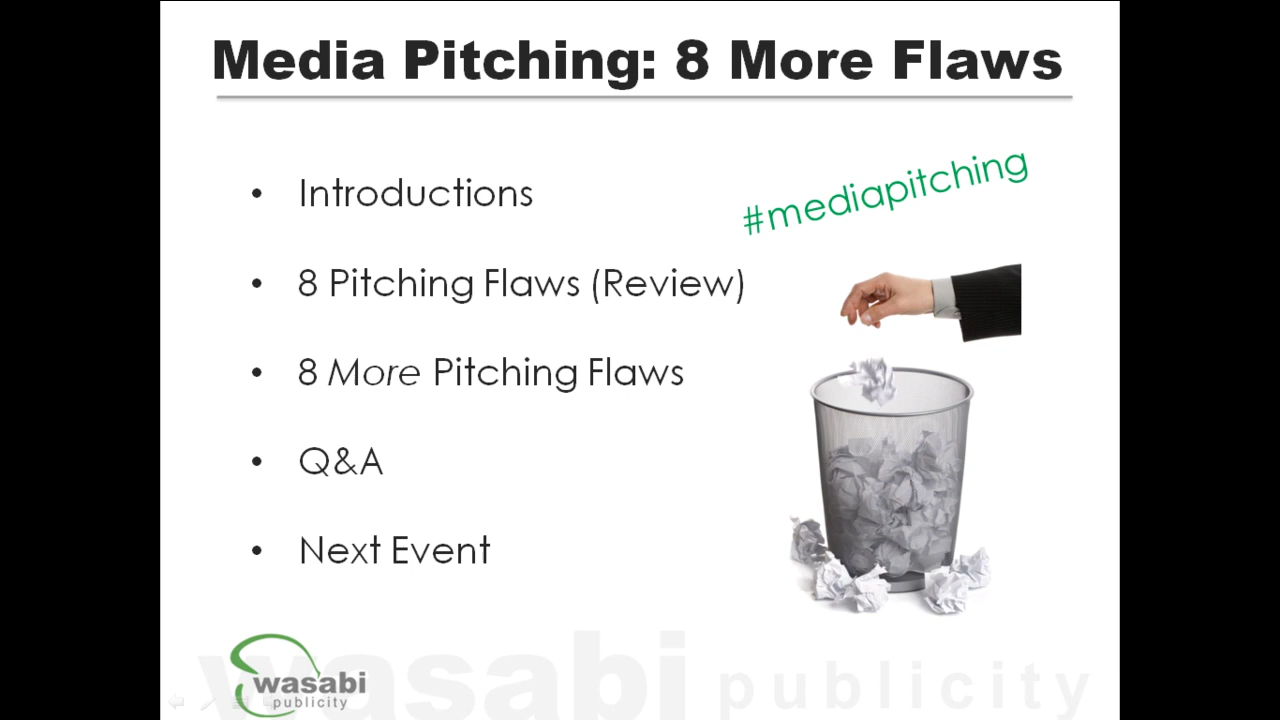 Media Pitching: 8 More Flaws
#mediapitching
• Introductions
• 8 Pitching Flaws (Review)
• 8 More Pitching Flaws
• Q&A
• Next Event
wasabi
publicity
wasabi publicity